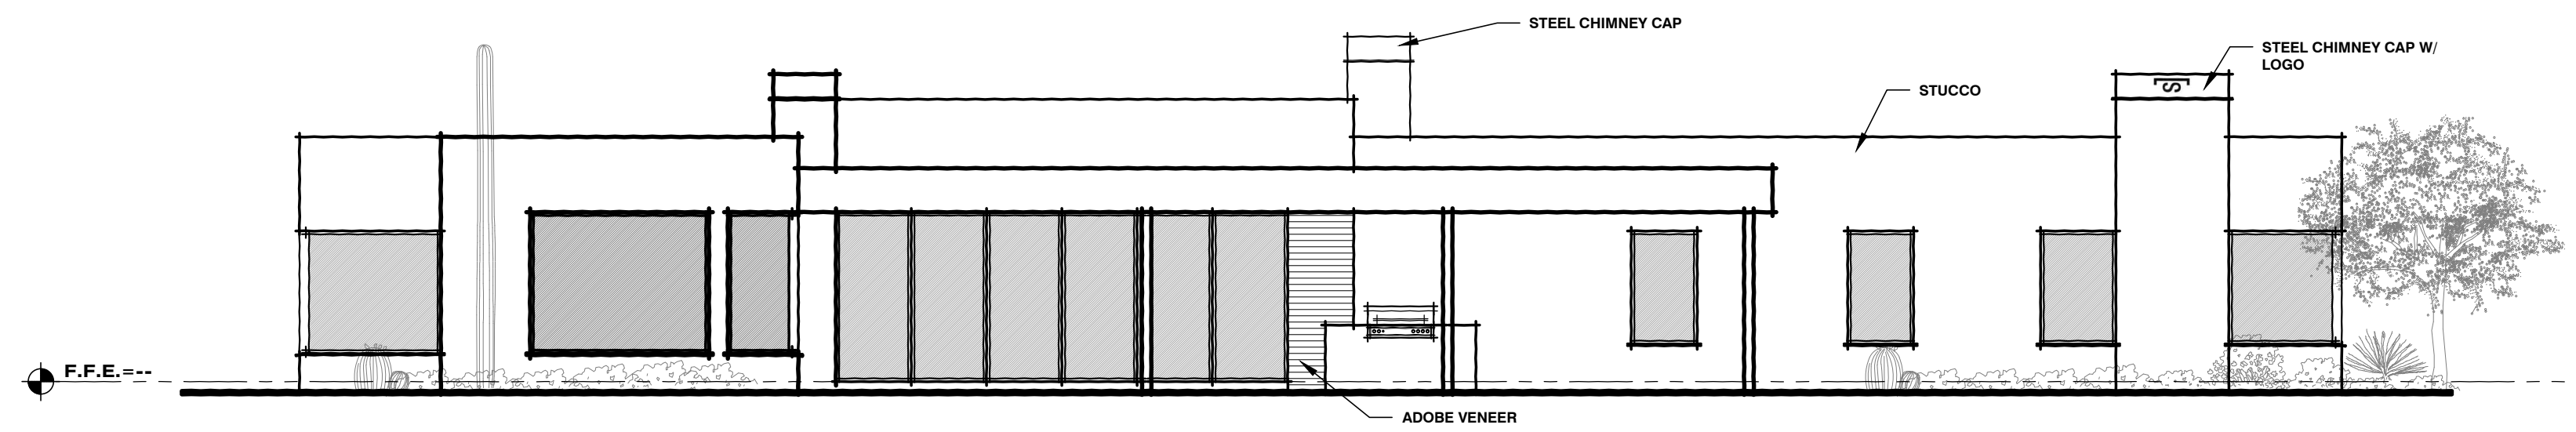 STEEL CHIMNEY CAP
STEEL CHIMNEY CAP W/
LOGO
STUCCO
F.F.E.=--
ADOBE VENEER